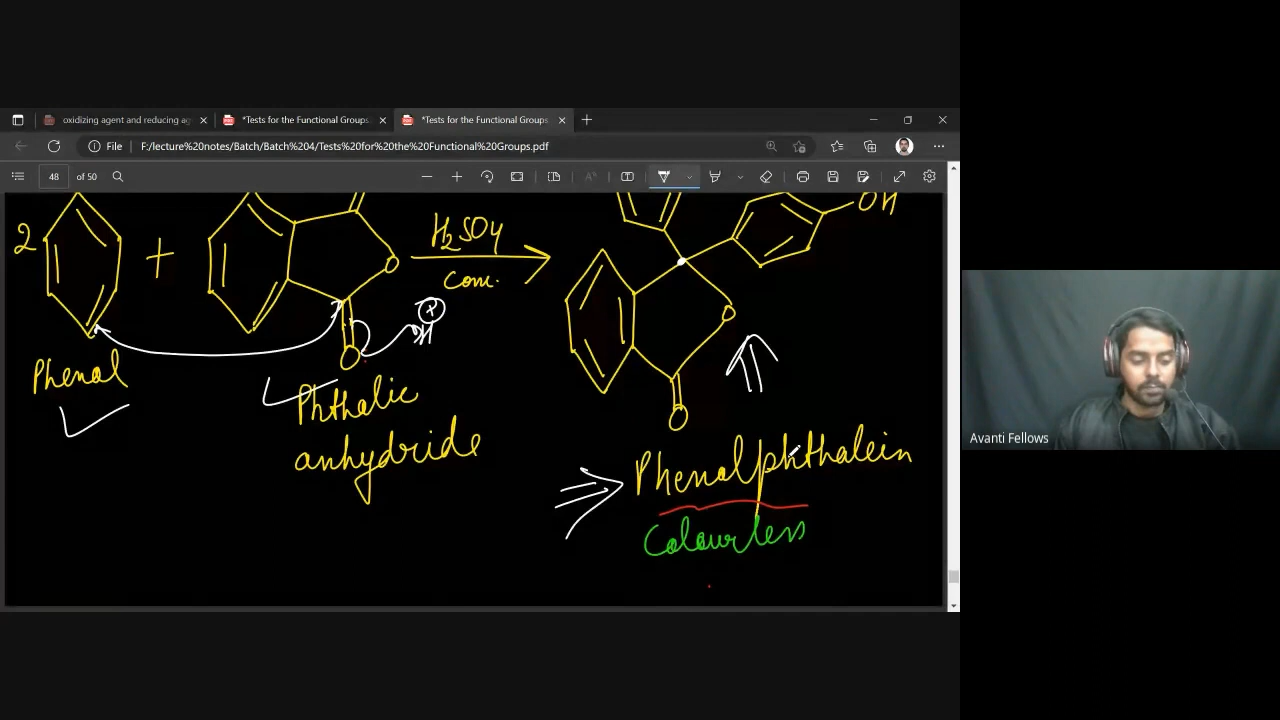 oxidizing agent and reducing ag
*Tests for the Functional Groups
*Tests for the Functional Groups
File
F:/lecture%20notes/Batch/Batch%204/Tests%20for%20the%20Functional%20Groups.pdf
48 of 50
OH
2
+
H2SO4
Conc.
O
O
H
+
O
O
Phenol
Phthalic
anhydride
Phenolphthalein
Colourless
Avanti Fellows